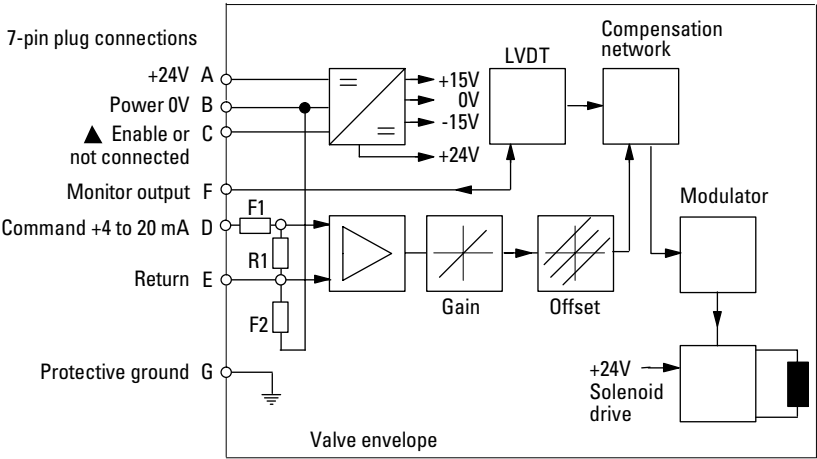 7-pin plug connections
+24V A
Power 0V B
▲ Enable or C
not connected
Monitor output F
Command +4 to 20 mA D
Return E
Protective ground G
F1
R1
F2
+15V
0V
-15V
+24V
LVDT
Compensation
network
Modulator
Gain
Offset
+24V
Solenoid
drive
Valve envelope